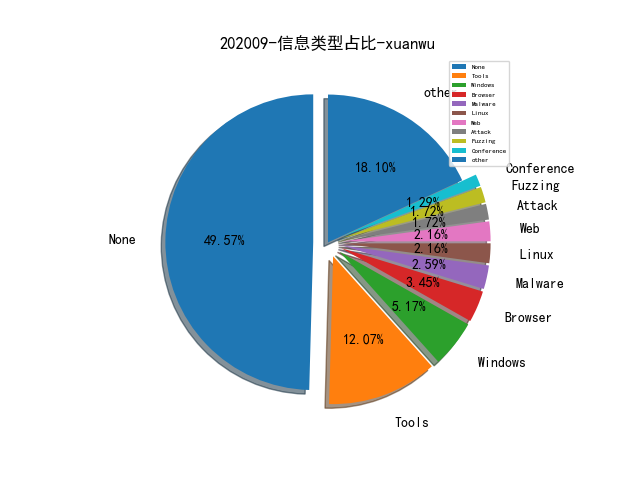 202009-信息类型占比-xuanwu
None
Tools
Windows
Browser
Malware
Linux
Web
Attack
Fuzzing
Conference
other
othe
18.10%
Conference
1.29%
Fuzzing
1.72%
Attack
1.72%
Web
2.16%
Linux
2.16%
Malware
2.59%
Browser
3.45%
Windows
5.17%
Tools
12.07%
None
49.57%